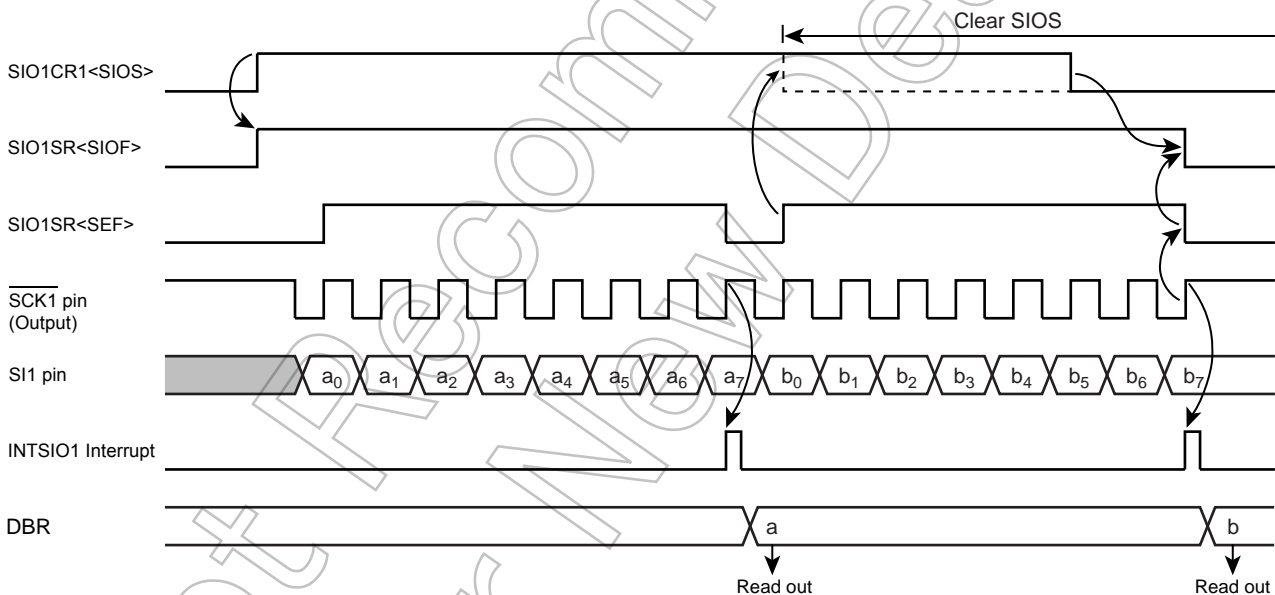 Clear SIOS
SIO1CR1<SIOS>
SIO1SR<SIOF>
SIO1SR<SEF>
SCK1 pin
(Output)
SI1 pin
a0 a1 a2 a3 a4 a5 a6 a7 b0 b1 b2 b3 b4 b5 b6 b7
INTSIO1 Interrupt
DBR
a b
Read out Read out